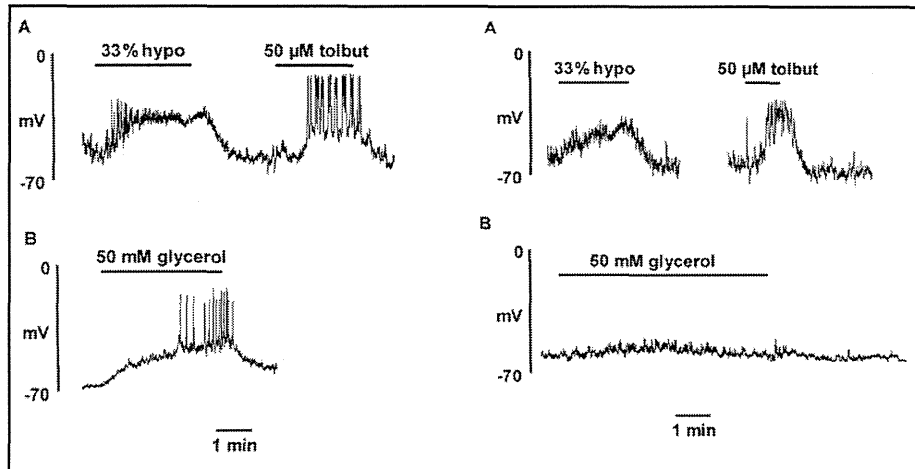 A
0
33% hypo
50 µM tolbut
mV
-70
B
0
50 mM glycerol
mV
-70
1 min
A
0
33% hypo
50 µM tolbut
mV
-75
B
0
50 mM glycerol
mV
-70
1 min